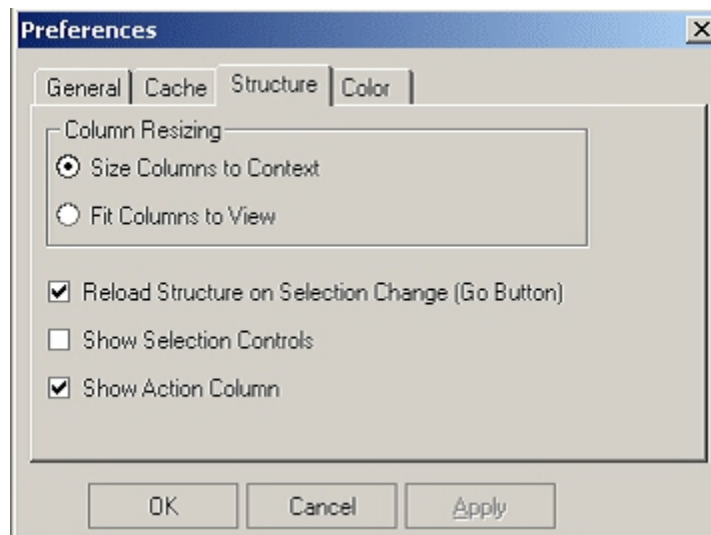 Preferences
General Cache Structure Color
Column Resizing
Size Columns to Context
Fit Columns to View
Reload Structure on Selection Change (Go Button)
Show Selection Controls
Show Action Column
OK Cancel Apply